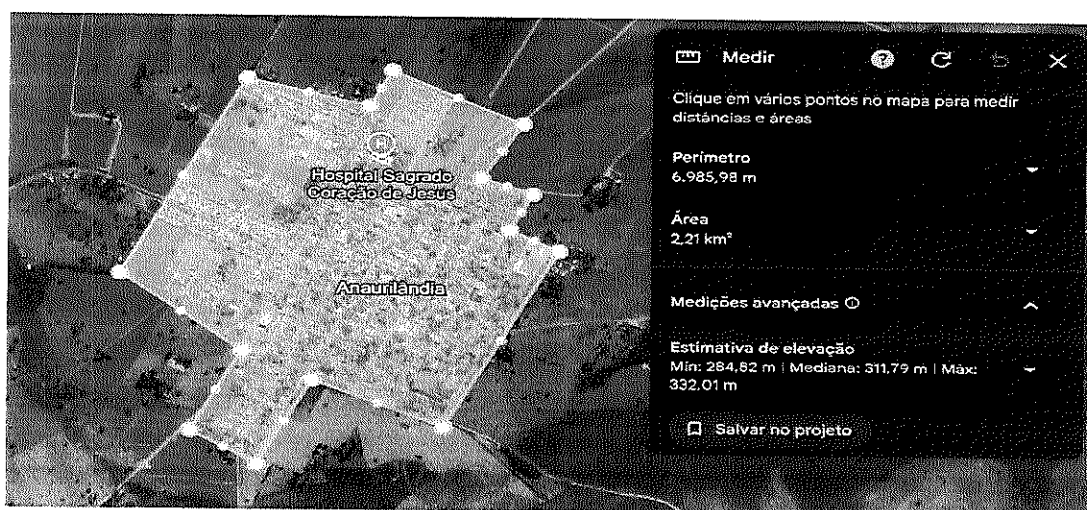 Hospital Sagrado
Coração de Jesus
Anaurilândia
Medir
Clique em vários pontos no mapa para medir
distâncias e áreas
Perímetro
6.985,98 m
Área
2,21 km²
Medições avançadas
Estimativa de elevação
Mín: 284,82 m | Mediana: 311,79 m | Máx:
332,01 m
Salvar no projeto